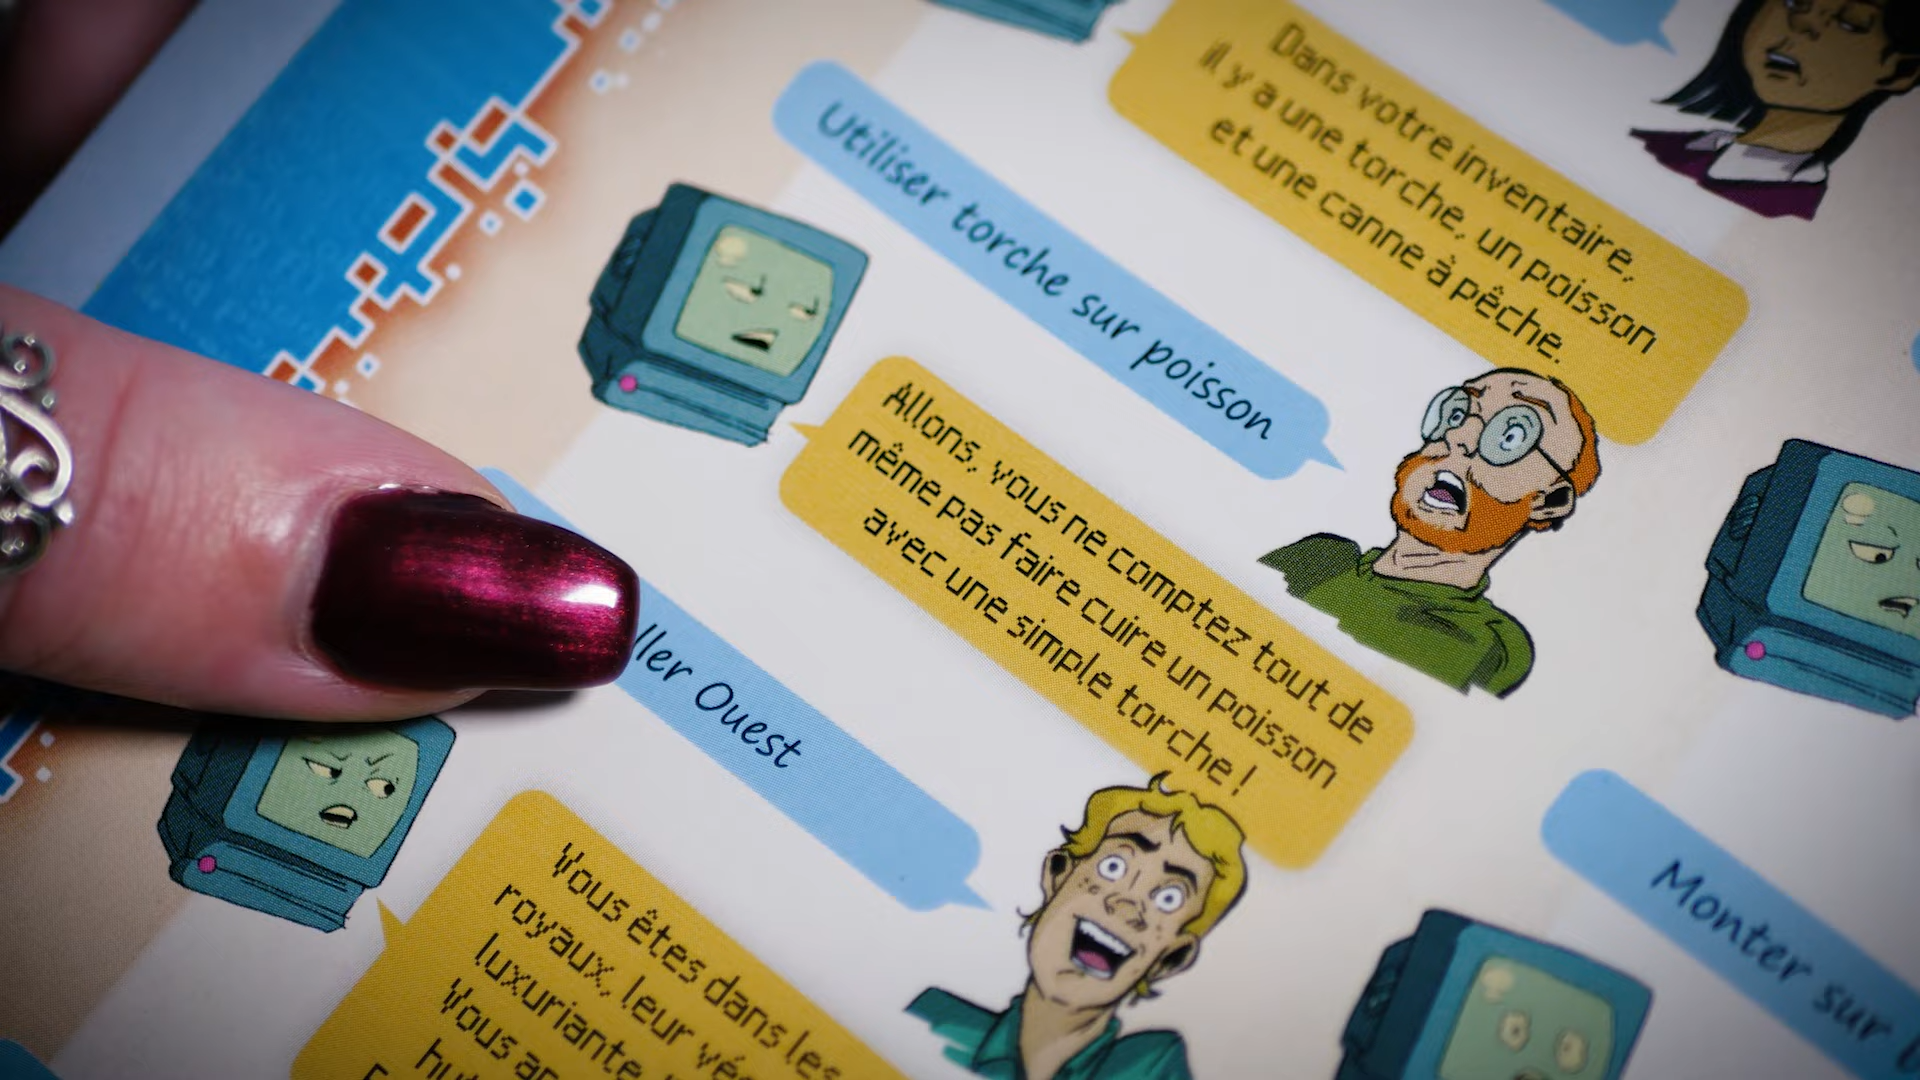 Dans votre inventaire,
il y a une torche, un poisson
et une canne à pêche.
Utiliser torche sur poisson
Allons, vous ne comptez tout de
même pas faire cuire un poisson
avec une simple torche !
Ouest
Vous êtes dans les
royaux, leur
luxuriante
Vous
Monter sur